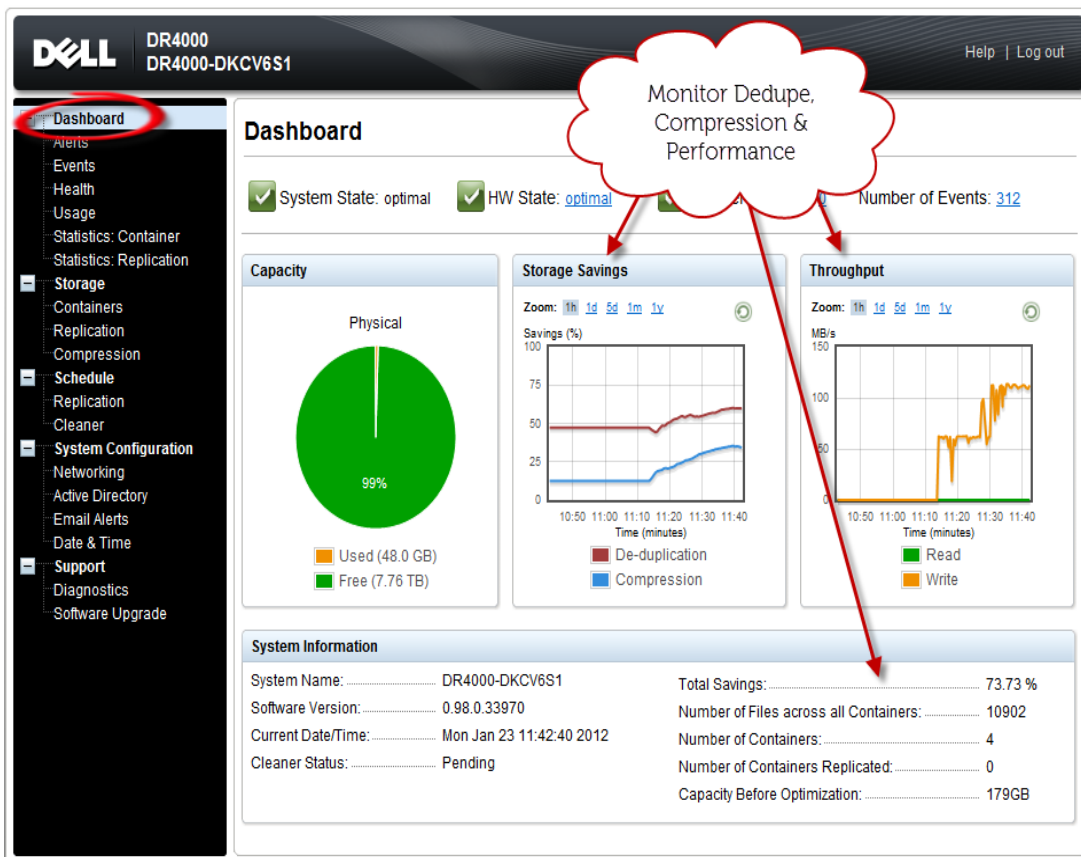 DELL
DR4000
DR4000-DKCV6S1
Help | Log out
Monitor Dedupe,
Compression &
Performance
Dashboard
Alerts
Events
Health
Usage
Statistics: Container
Statistics: Replication
Storage
Containers
Replication
Compression
Schedule
Replication
Cleaner
System Configuration
Networking
Active Directory
Email Alerts
Date & Time
Support
Diagnostics
Software Upgrade
Dashboard
System State: optimal
HW State: optimal
Number of Events: 312
Capacity
Physical
99%
Used (48.0 GB)
Free (7.76 TB)
Storage Savings
Zoom: 1h 1d 5d 1m 1y
Savings (%)
100
75
50
25
0
10:50 11:00 11:10 11:20 11:30 11:40
Time (minutes)
De-duplication
Compression
Throughput
Zoom: 1h 1d 5d 1m 1y
MB/s
150
100
50
0
10:50 11:00 11:10 11:20 11:30 11:40
Time (minutes)
Read
Write
System Information
System Name: DR4000-DKCV6S1
Software Version: 0.98.0.33970
Current Date/Time: Mon Jan 23 11:42:40 2012
Cleaner Status: Pending
Total Savings: 73.73 %
Number of Files across all Containers: 10902
Number of Containers: 4
Number of Containers Replicated: 0
Capacity Before Optimization: 179GB